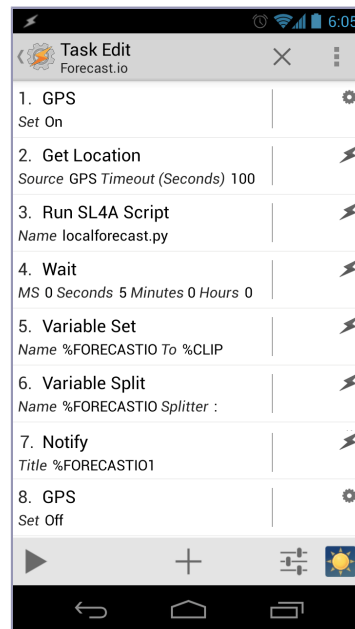 6:05
Task Edit
Forecast.io
1. GPS
Set On
2. Get Location
Source GPS Timeout (Seconds) 100
3. Run SL4A Script
Name localforecast.py
4. Wait
MS 0 Seconds 5 Minutes 0 Hours 0
5. Variable Set
Name %FORECASTIO To %CLIP
6. Variable Split
Name %FORECASTIO Splitter :
7. Notify
Title %FORECASTIO1
8. GPS
Set Off